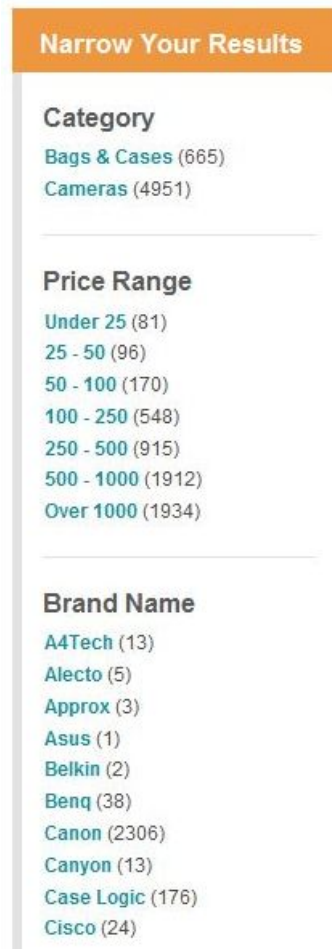 Narrow Your Results
Category
Bags & Cases (665)
Cameras (4951)
Price Range
Under 25 (81)
25 - 50 (96)
50 - 100 (170)
100 - 250 (548)
250 - 500 (915)
500 - 1000 (1912)
Over 1000 (1934)
Brand Name
A4Tech (13)
Alecto (5)
Approx (3)
Asus (1)
Belkin (2)
Benq (38)
Canon (2306)
Canyon (13)
Case Logic (176)
Cisco (24)